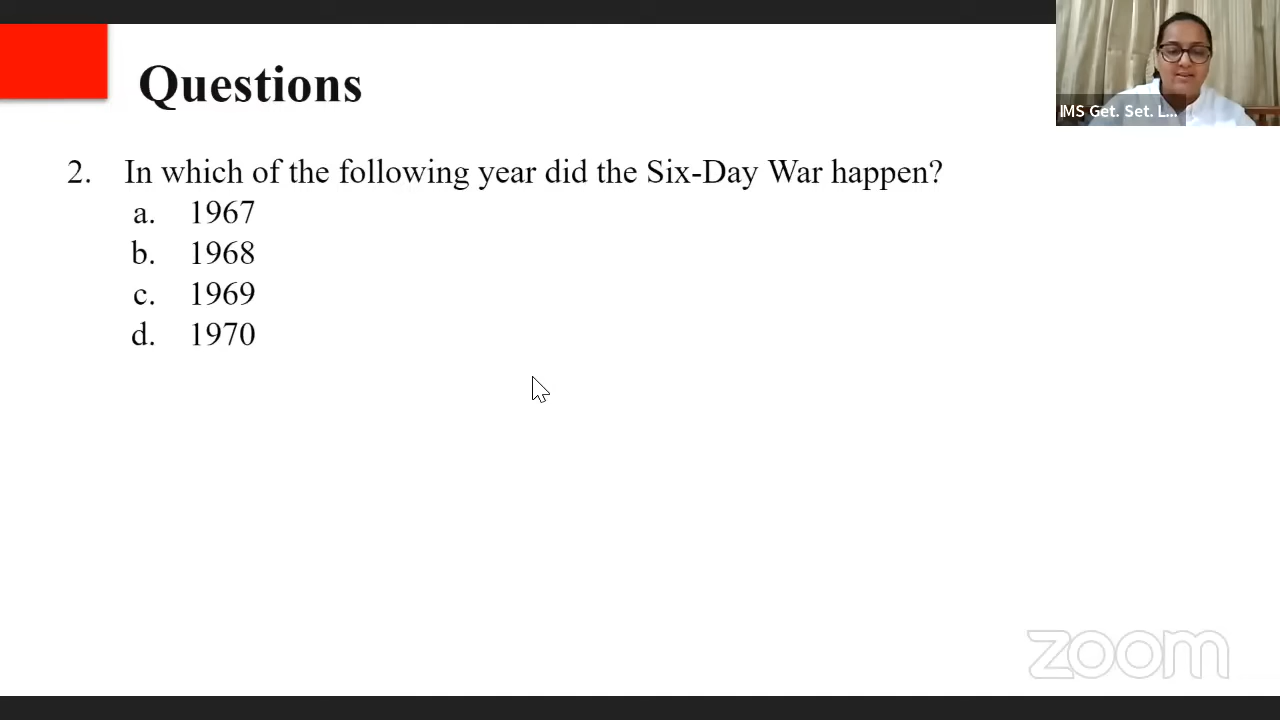 Questions
IMS Get. Set. L...
2. In which of the following year did the Six-Day War happen?
a. 1967
b. 1968
c. 1969
d. 1970
zoom